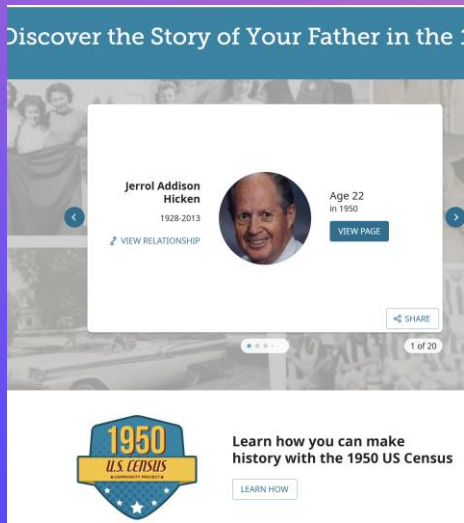 Discover the Story of Your Father in the 1
Jerrol Addison
Hicken
1928-2013
VIEW RELATIONSHIP
Age 22
in 1950
VIEW PAGE
SHARE
1 of 20
1950
U.S. CENSUS
COMMUNITY PROJECT
Learn how you can make
history with the 1950 US Census
LEARN HOW